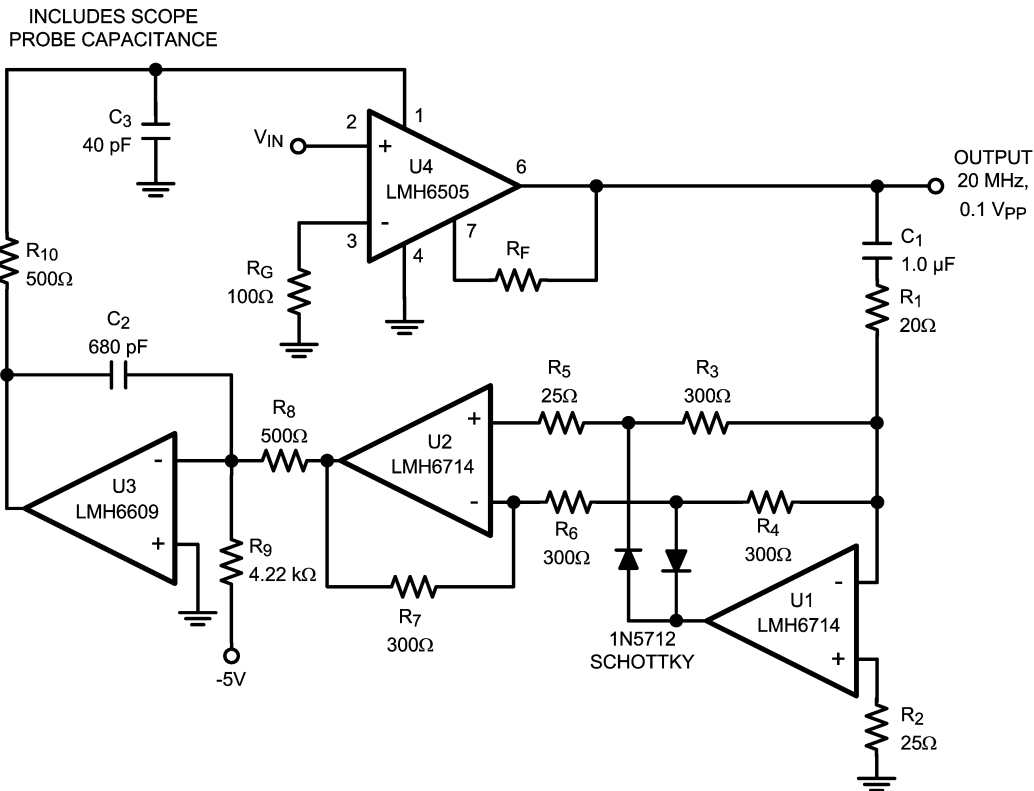 INCLUDES SCOPE
PROBE CAPACITANCE
C3
40 pF
1
2
VIN
+
U4
LMH6505
6
-
3
7
4
RF
RG
100Ω
OUTPUT
20 MHz,
0.1 VPP
C1
1.0 µF
R1
20Ω
R10
500Ω
C2
680 pF
R8
500Ω
R5
25Ω
R3
300Ω
+
U2
LMH6714
-
R6
300Ω
R4
300Ω
-
U3
LMH6609
+
R9
4.22 kΩ
-5V
R7
300Ω
1N5712
SCHOTTKY
-
U1
LMH6714
+
R2
25Ω